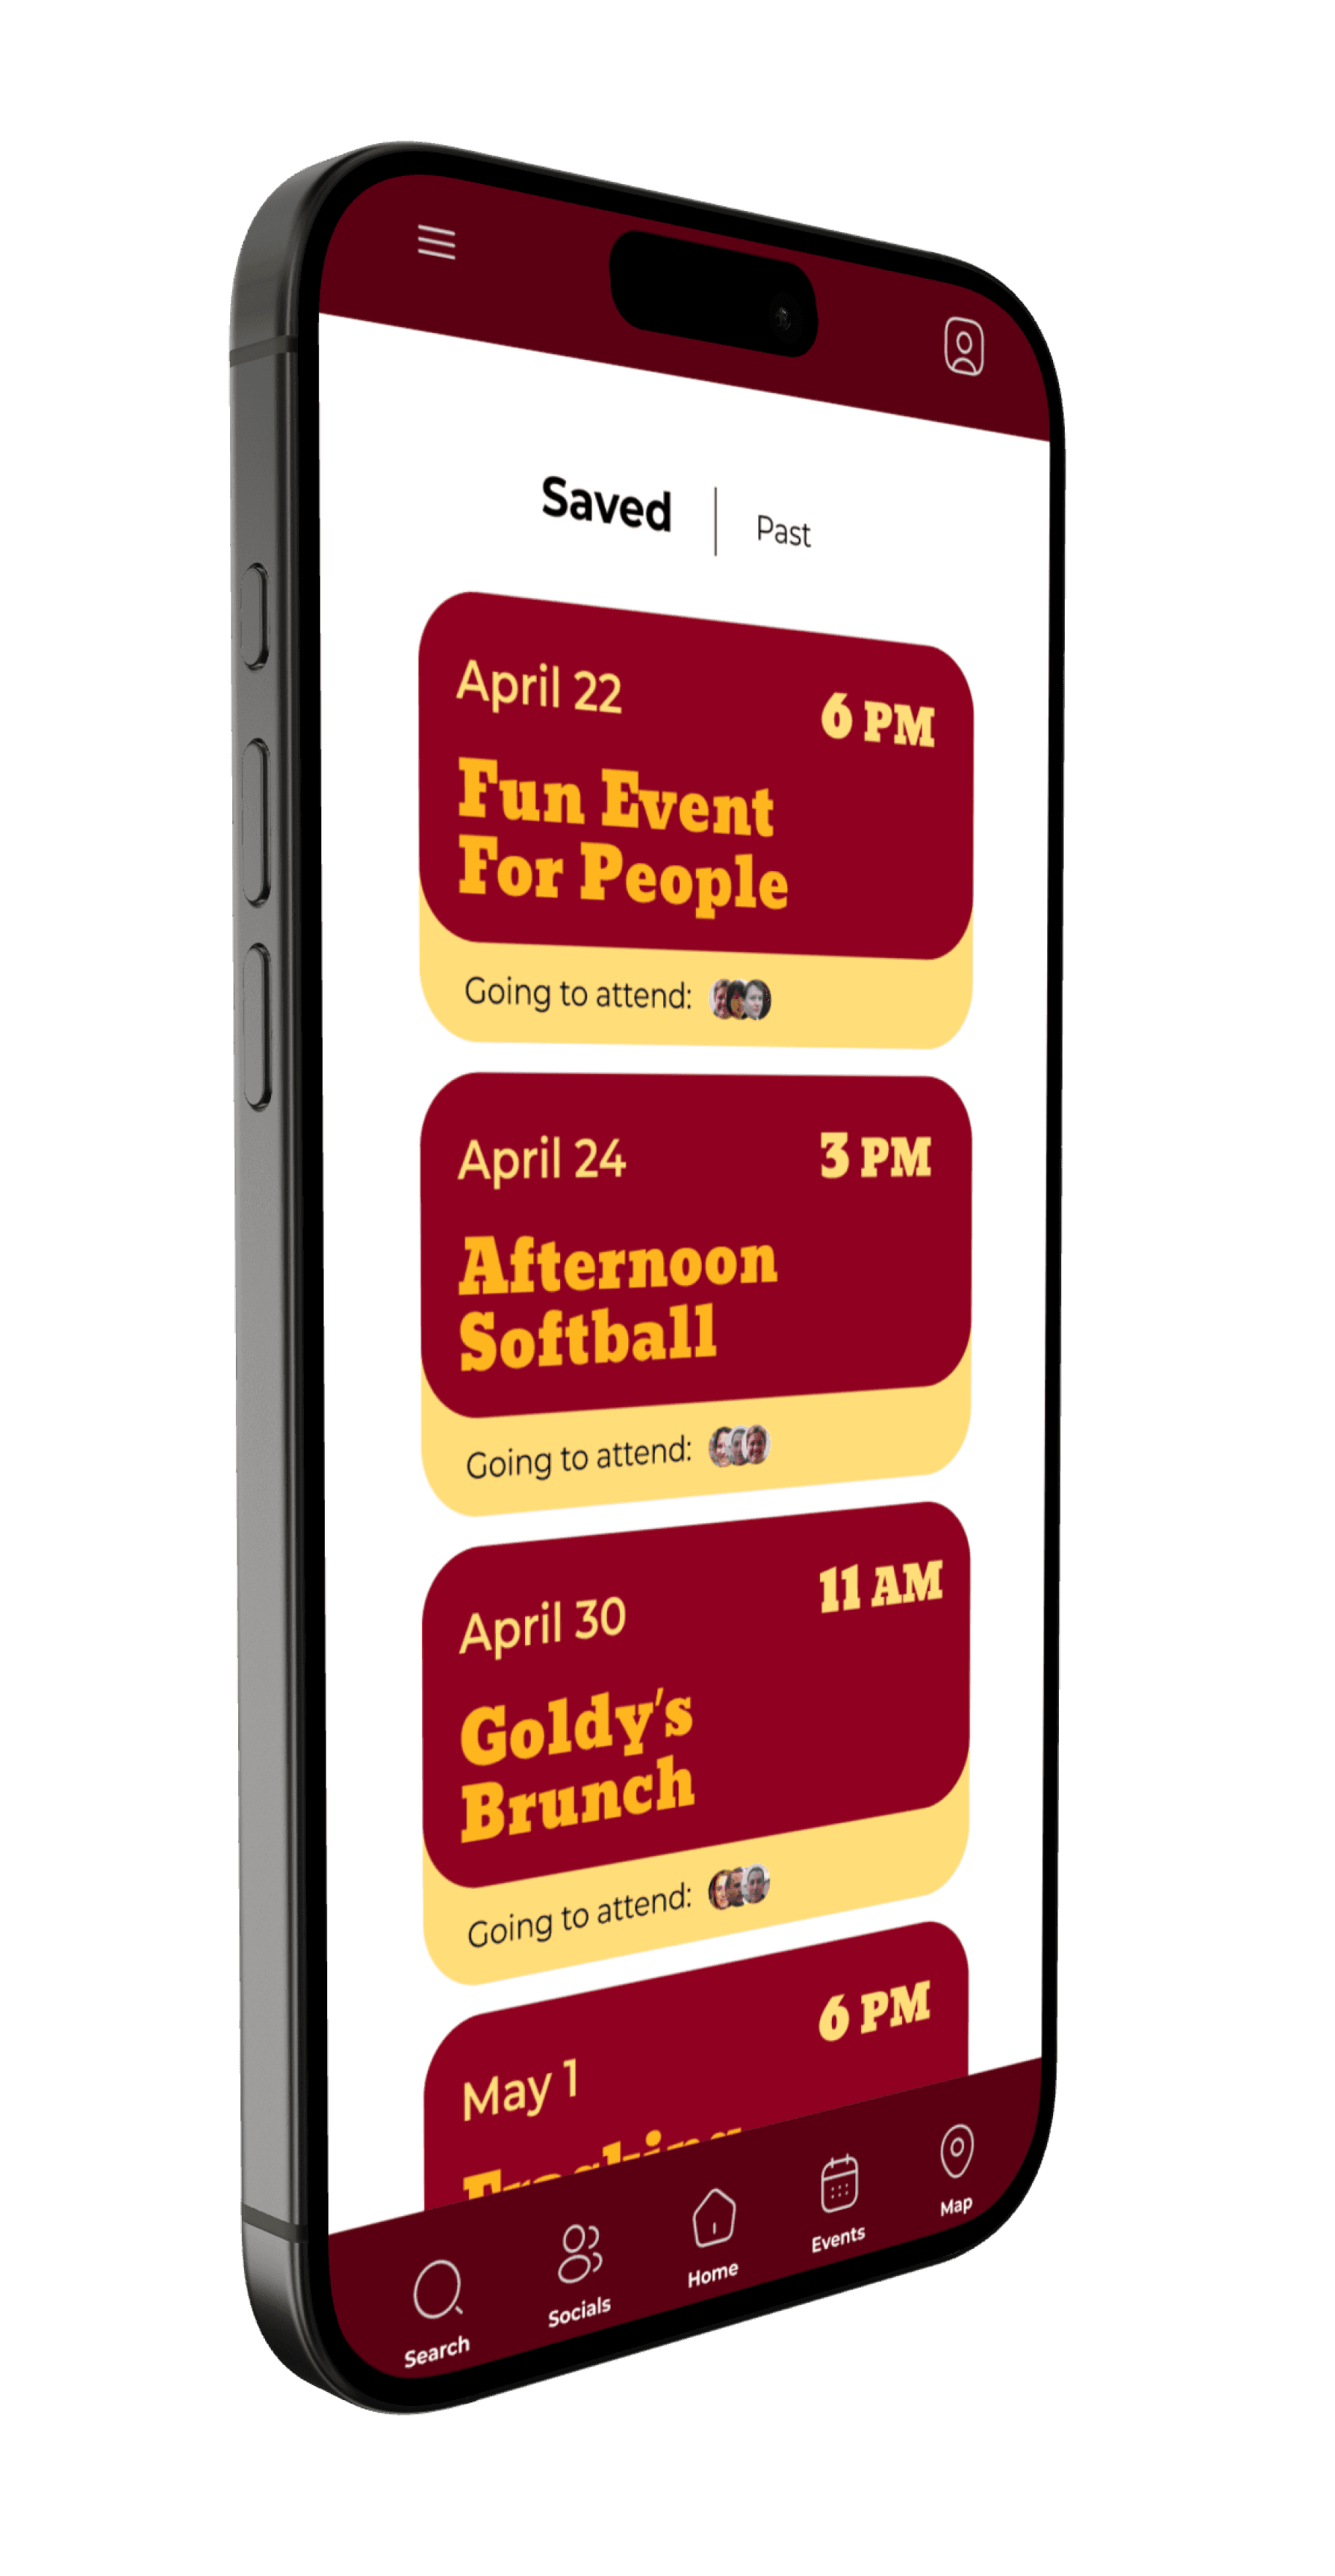 Saved
Past
April 22
6 PM
Fun Event
For People
Going to attend:
April 24
3 PM
Afternoon
Softball
Going to attend:
April 30
11 AM
Goldy's
Brunch
Going to attend:
May 1
6 PM
Search
Socials
Home
Events
Map